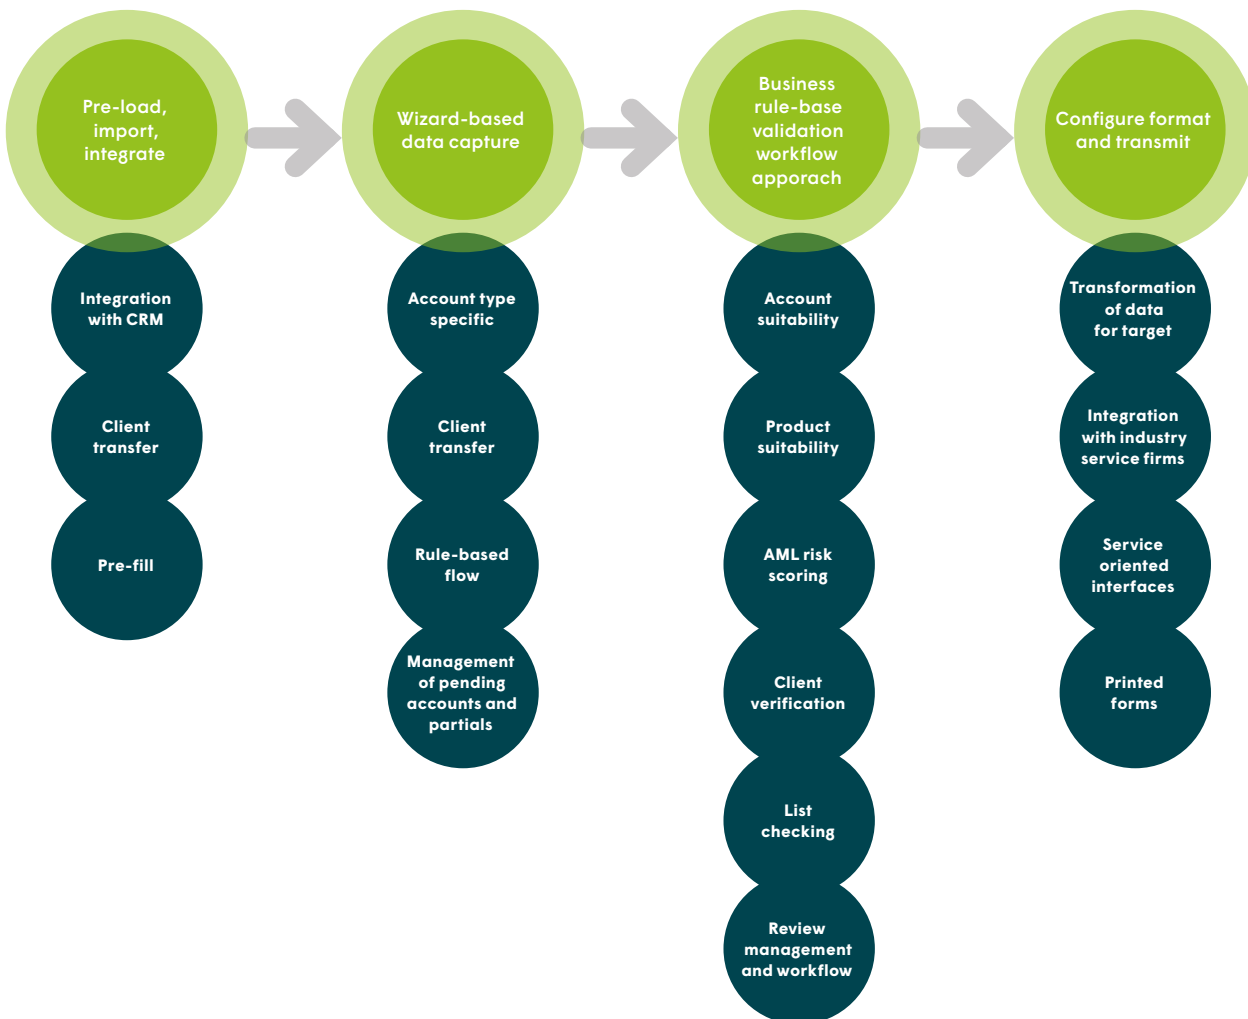 Pre-load,
import,
integrate
Wizard-based
data capture
Business
rule-base
validation
workflow
apporach
Configure format
and transmit
Integration
with CRM
Client
transfer
Pre-fill
Account type
specific
Client
transfer
Rule-based
flow
Management
of pending
accounts and
partials
Account
suitability
Product
suitability
AML risk
scoring
Client
verification
List
checking
Review
management
and workflow
Transformation
of data
for target
Integration
with industry
service firms
Service
oriented
interfaces
Printed
forms